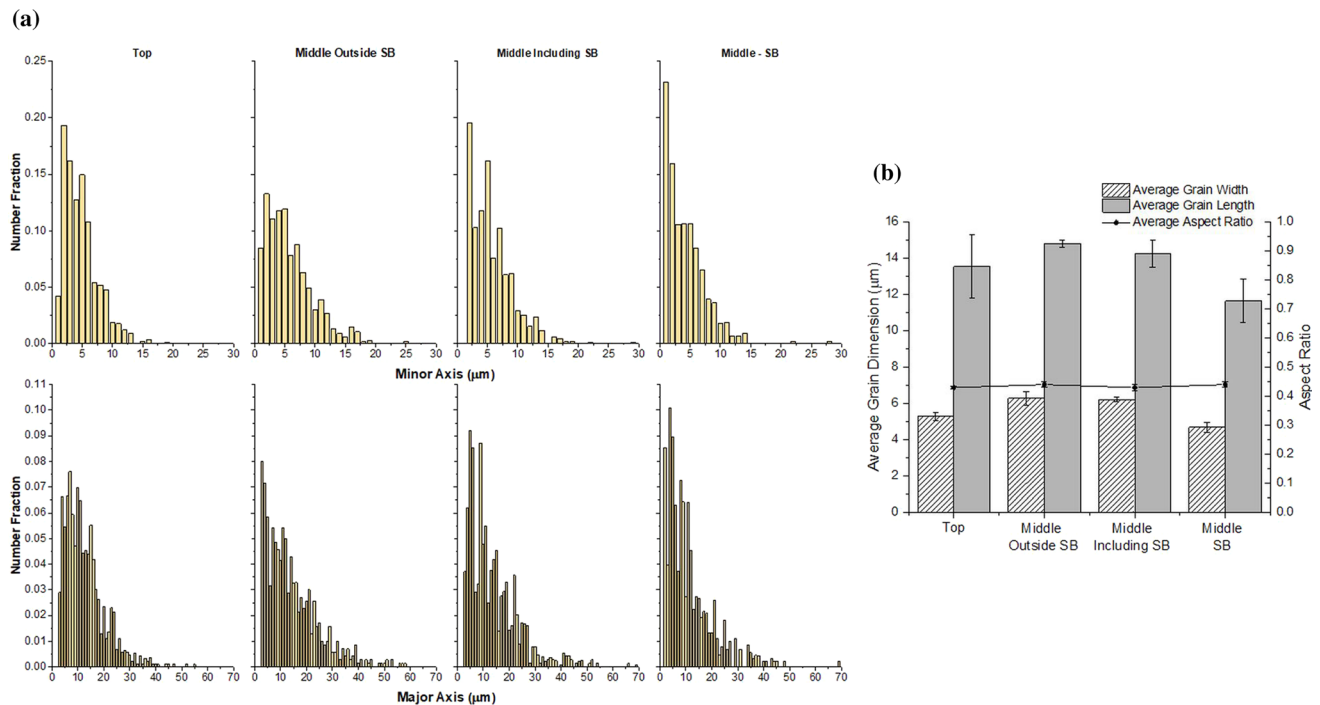 (a)
Top
Middle Outside SB
Middle Including SB
Middle - SB
0.25
0.20
0.15
0.10
0.05
0.00
Number Fraction
0 5 10 15 20 25 30
0 5 10 15 20 25 30
0 5 10 15 20 25 30
0 5 10 15 20 25 30
Minor Axis (μm)
0.11
0.10
0.09
0.08
0.07
0.06
0.05
0.04
0.03
0.02
0.01
0.00
Number Fraction
0 10 20 30 40 50 60 70
0 10 20 30 40 50 60 70
0 10 20 30 40 50 60 70
0 10 20 30 40 50 60 70
Major Axis (μm)
(b)
Average Grain Width
Average Grain Length
Average Aspect Ratio
16
14
12
10
8
6
4
2
0
Average Grain Dimension (μm)
1.0
0.9
0.8
0.7
0.6
0.5
0.4
0.3
0.2
0.1
0.0
Aspect Ratio
Top
Middle
Outside SB
Middle
Including SB
Middle
SB